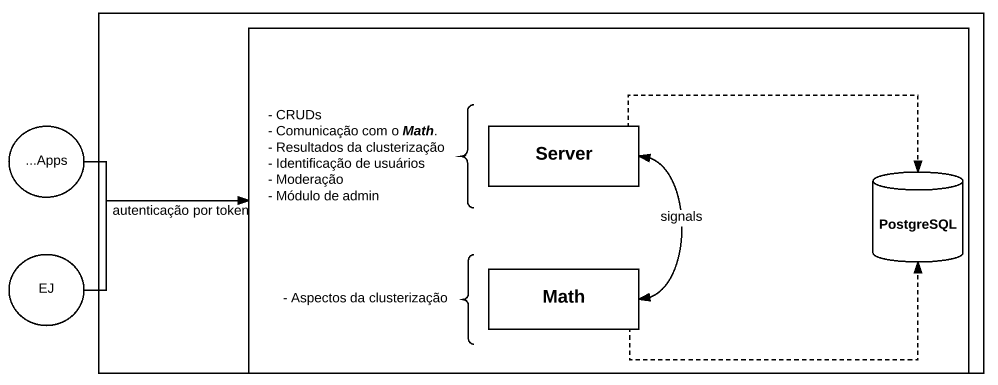 ...Apps
EJ
autenticação por token
- CRUDs
- Comunicação com o Math.
- Resultados da clusterização
- Identificação de usuários
- Moderação
- Módulo de admin
Server
signals
PostgreSQL
- Aspectos da clusterização
Math